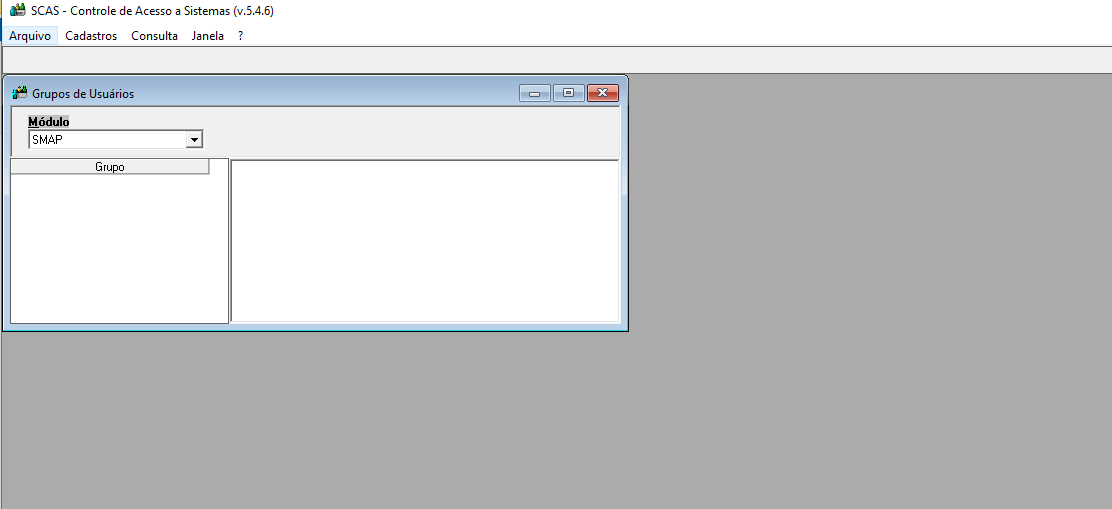 SCAS - Controle de Acesso a Sistemas (v.5.4.6)
Arquivo Cadastros Consulta Janela ?
Grupos de Usuários
Módulo
SMAP
Grupo